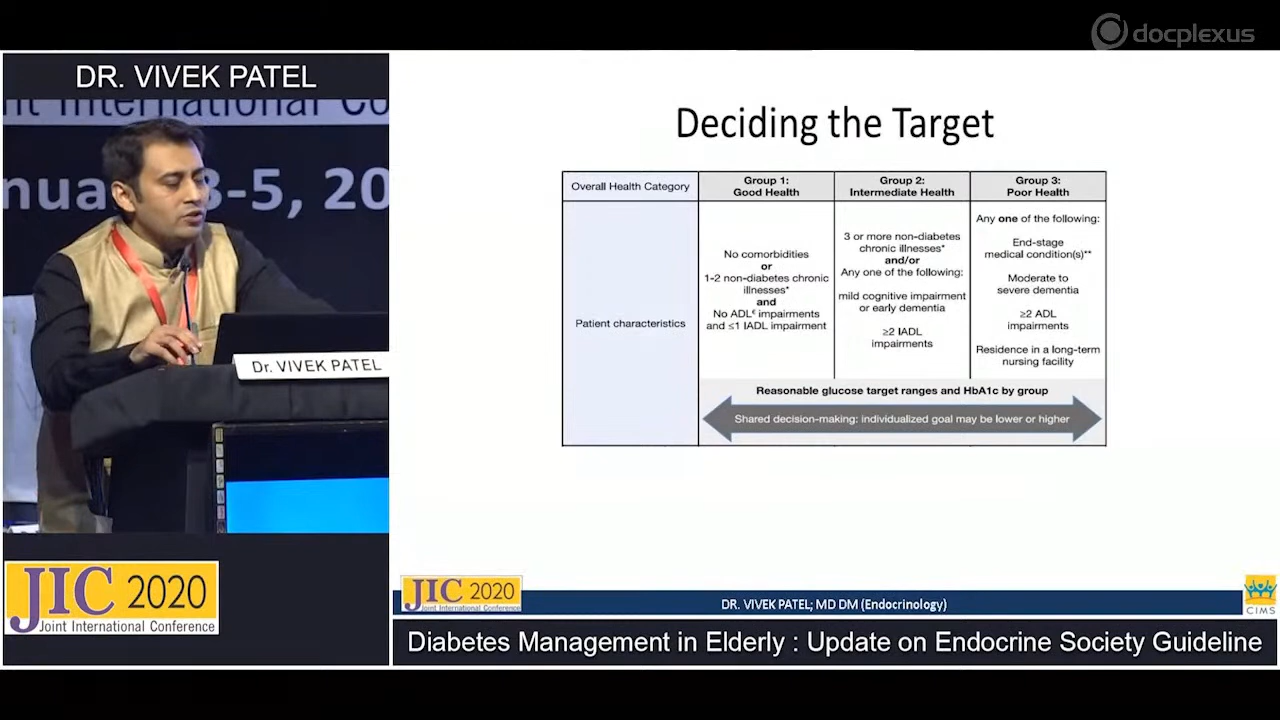 docplexus
DR. VIVEK PATEL
nt International Co
nua 3-5, 20
Dr. VIVEK PATEL
JIC 2020
Joint International Conference
Deciding the Target
Overall Health Category
Group 1:
Good Health
Group 2:
Intermediate Health
Group 3:
Poor Health
Patient characteristics
No comorbidities
or
1-2 non-diabetes chronic
illnesses*
and
No ADL€ impairments
and ≤1 IADL impairment
3 or more non-diabetes
chronic illnesses*
and/or
Any one of the following:
mild cognitive impairment
or early dementia
≥2 IADL
impairments
Any one of the following:
End-stage
medical condition(s)**
Moderate to
severe dementia
≥2 ADL
impairments
Residence in a long-term
nursing facility
Reasonable glucose target ranges and HbA1c by group
Shared decision-making: individualized goal may be lower or higher
JIC 2020
Joint International Conference
DR. VIVEK PATEL; MD DM (Endocrinology)
CIMS
Diabetes Management in Elderly : Update on Endocrine Society Guideline